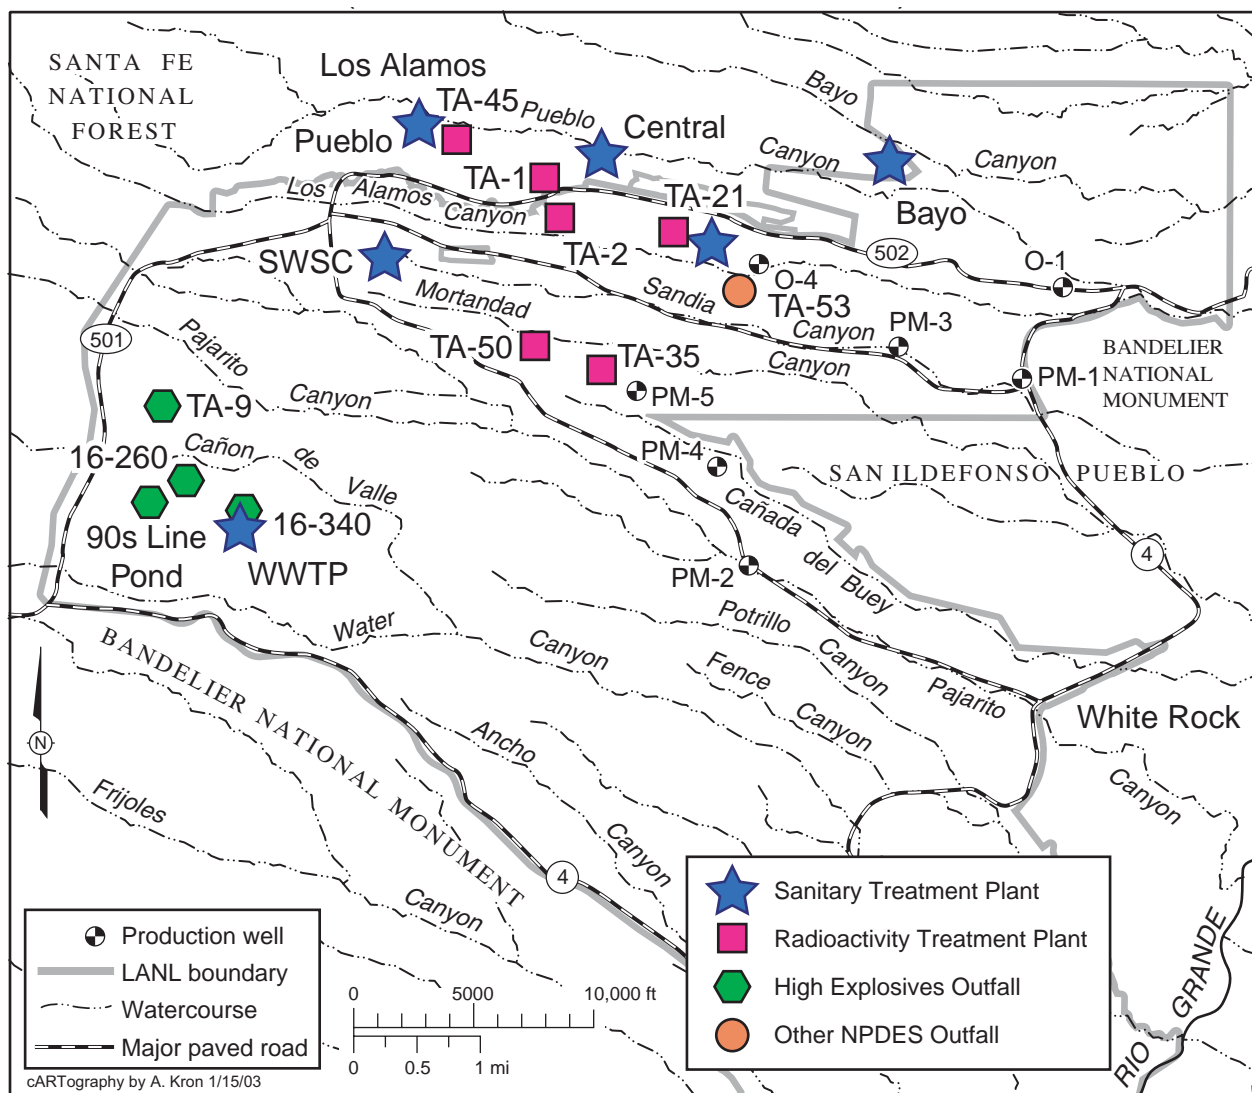 SANTA FE
NATIONAL
FOREST
Los Alamos
TA-45
Pueblo
Pueblo
Central
Bayo
Canyon
Canyon
Bayo
TA-1
TA-21
Los Alamos Canyon
TA-2
SWSC
502
O-1
O-4
TA-53
Sandia
Canyon
PM-3
Mortandad
Canyon
TA-50
TA-35
PM-5
PM-1
BANDELIER
NATIONAL
MONUMENT
501
Pajarito
Canyon
TA-9
16-260
Cañon de Valle
PM-4
SAN ILDEFONSO PUEBLO
Cañada
del Buey
90s Line
Pond
16-340
WWTP
PM-2
4
Water
Canyon
Potrillo
Canyon
Fence
Canyon
Pajarito
White Rock
Canyon
BANDELIER NATIONAL MONUMENT
N
Ancho
Canyon
Frijoles
Canyon
4
RIO GRANDE
Production well
LANL boundary
Watercourse
Major paved road
cARTography by A. Kron 1/15/03
0 5000 10,000 ft
0 0.5 1 mi
Sanitary Treatment Plant
Radioactivity Treatment Plant
High Explosives Outfall
Other NPDES Outfall